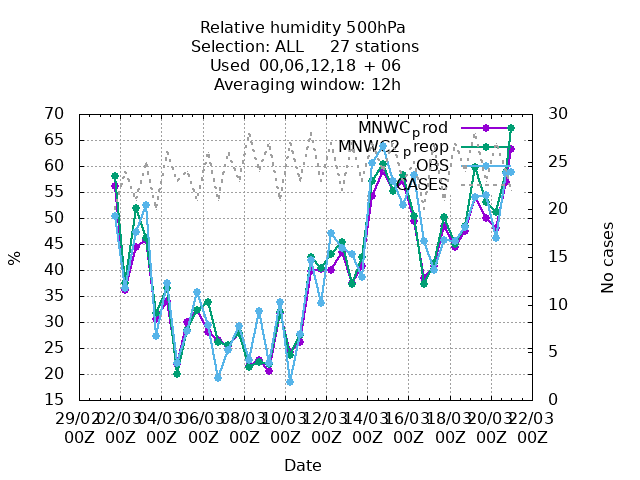 Relative humidity 500hPa
Selection: ALL 27 stations
Used 00,06,12,18 + 06
Averaging window: 12h
70 30
65
60 25
55
50 20
45
40 15
35
30 10
25
20 5
15 0
MNWCprod
MNWC2preop
OBS
CASES
%
No cases
29/02 02/03 04/03 06/03 08/03 10/03 12/03 14/03 16/03 18/03 20/03 22/03
00Z 00Z 00Z 00Z 00Z 00Z 00Z 00Z 00Z 00Z 00Z 00Z
Date